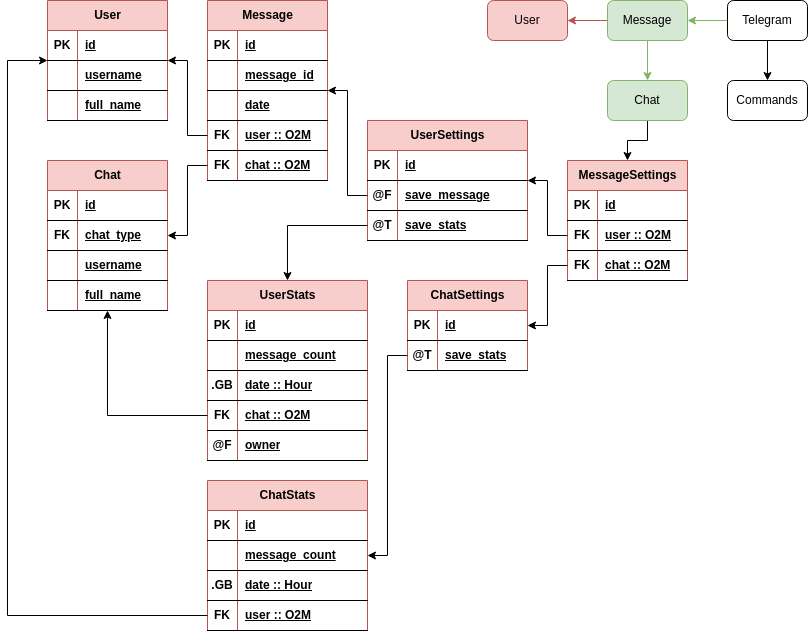 User
PK id
username
full_name
Message
PK id
message_id
date
FK user :: O2M
FK chat :: O2M
User
Message
Telegram
Chat
Commands
UserSettings
PK id
@F save_message
@T save_stats
Chat
PK id
FK chat_type
username
full_name
MessageSettings
PK id
FK user :: O2M
FK chat :: O2M
UserStats
PK id
message_count
.GB date :: Hour
FK chat :: O2M
@F owner
ChatSettings
PK id
@T save_stats
ChatStats
PK id
message_count
.GB date :: Hour
FK user :: O2M